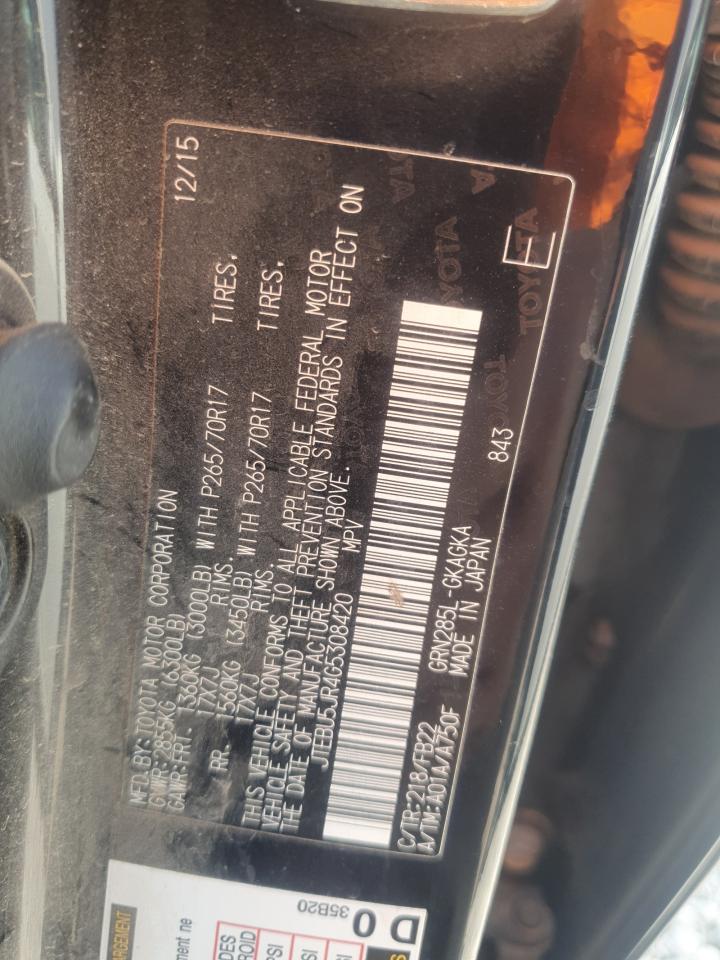 MFD.BY:TOYOTA MOTOR CORPORATION 12/15
GVWR:2855KG (6300LB)
GAWR:FRT. 1360KG (3000LB) WITH P265/70R17 TIRES,
17X7J RIMS,
RR. 1560KG (3450LB) WITH P265/70R17 TIRES,
17X7J RIMS.
THIS VEHICLE CONFORMS TO ALL APPLICABLE FEDERAL MOTOR
VEHICLE SAFETY AND THEFT PREVENTION STANDARDS IN EFFECT ON
THE DATE OF MANUFACTURE SHOWN ABOVE.
JTEBU5JR4G5308420 MPV
C/TR:218/FB22 GRN285L-GKAGKA
A/TM:A01A/A750F MADE IN JAPAN 843
TOYOTA
TOYOTA
35B20
D O
ment ne